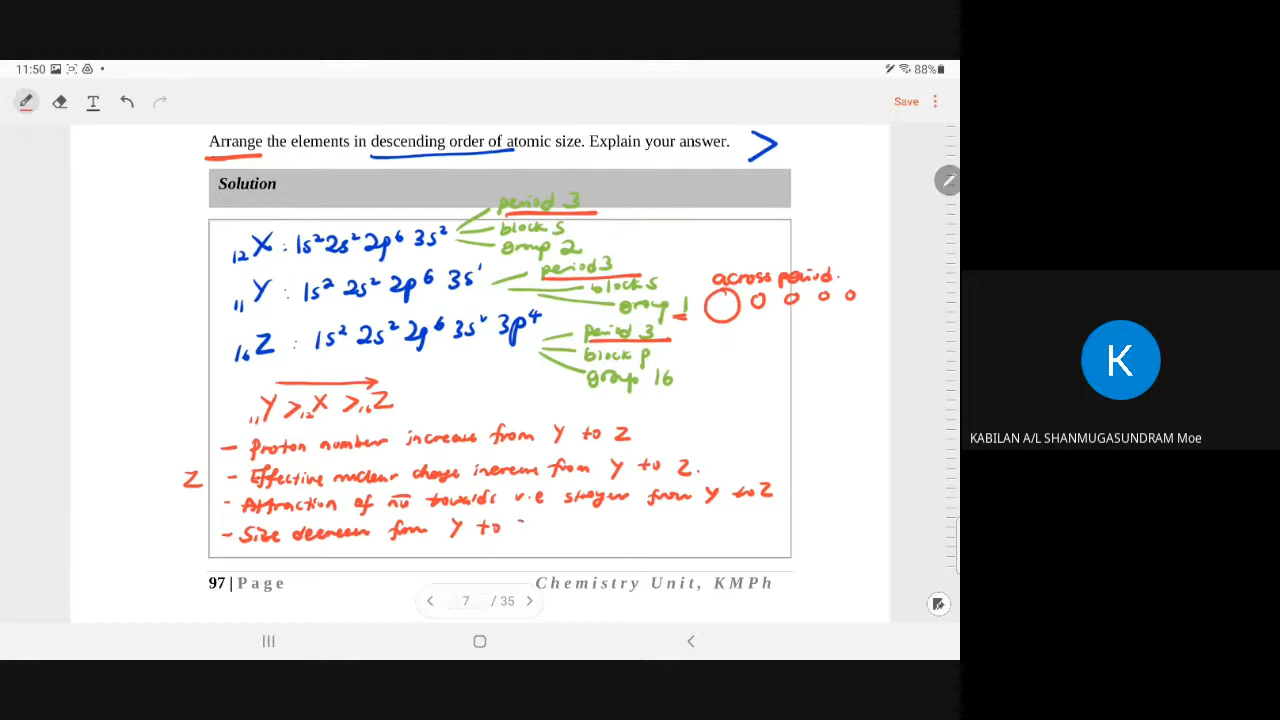 11:50 88%
Save
Arrange the elements in descending order of atomic size. Explain your answer. >
Solution
₁₂X : 1s² 2s² 2p⁶ 3s²
period 3
block s
group 2
₁₁Y : 1s² 2s² 2p⁶ 3s¹
period 3
block s
group 1
across period.
₁₆Z : 1s² 2s² 2p⁶ 3s² 3p⁴
period 3
block p
group 16
₁₁Y > ₁₂X > ₁₆Z
- Proton number increase from Y to Z
Z - Effective nuclear charge increase from Y to Z.
- Attraction of towards v.e stronger from Y to Z
- Size decrease from Y to
97 | Page Chemistry Unit, KMPh
7 / 35
K
KABILAN A/L SHANMUGASUNDRAM Moe